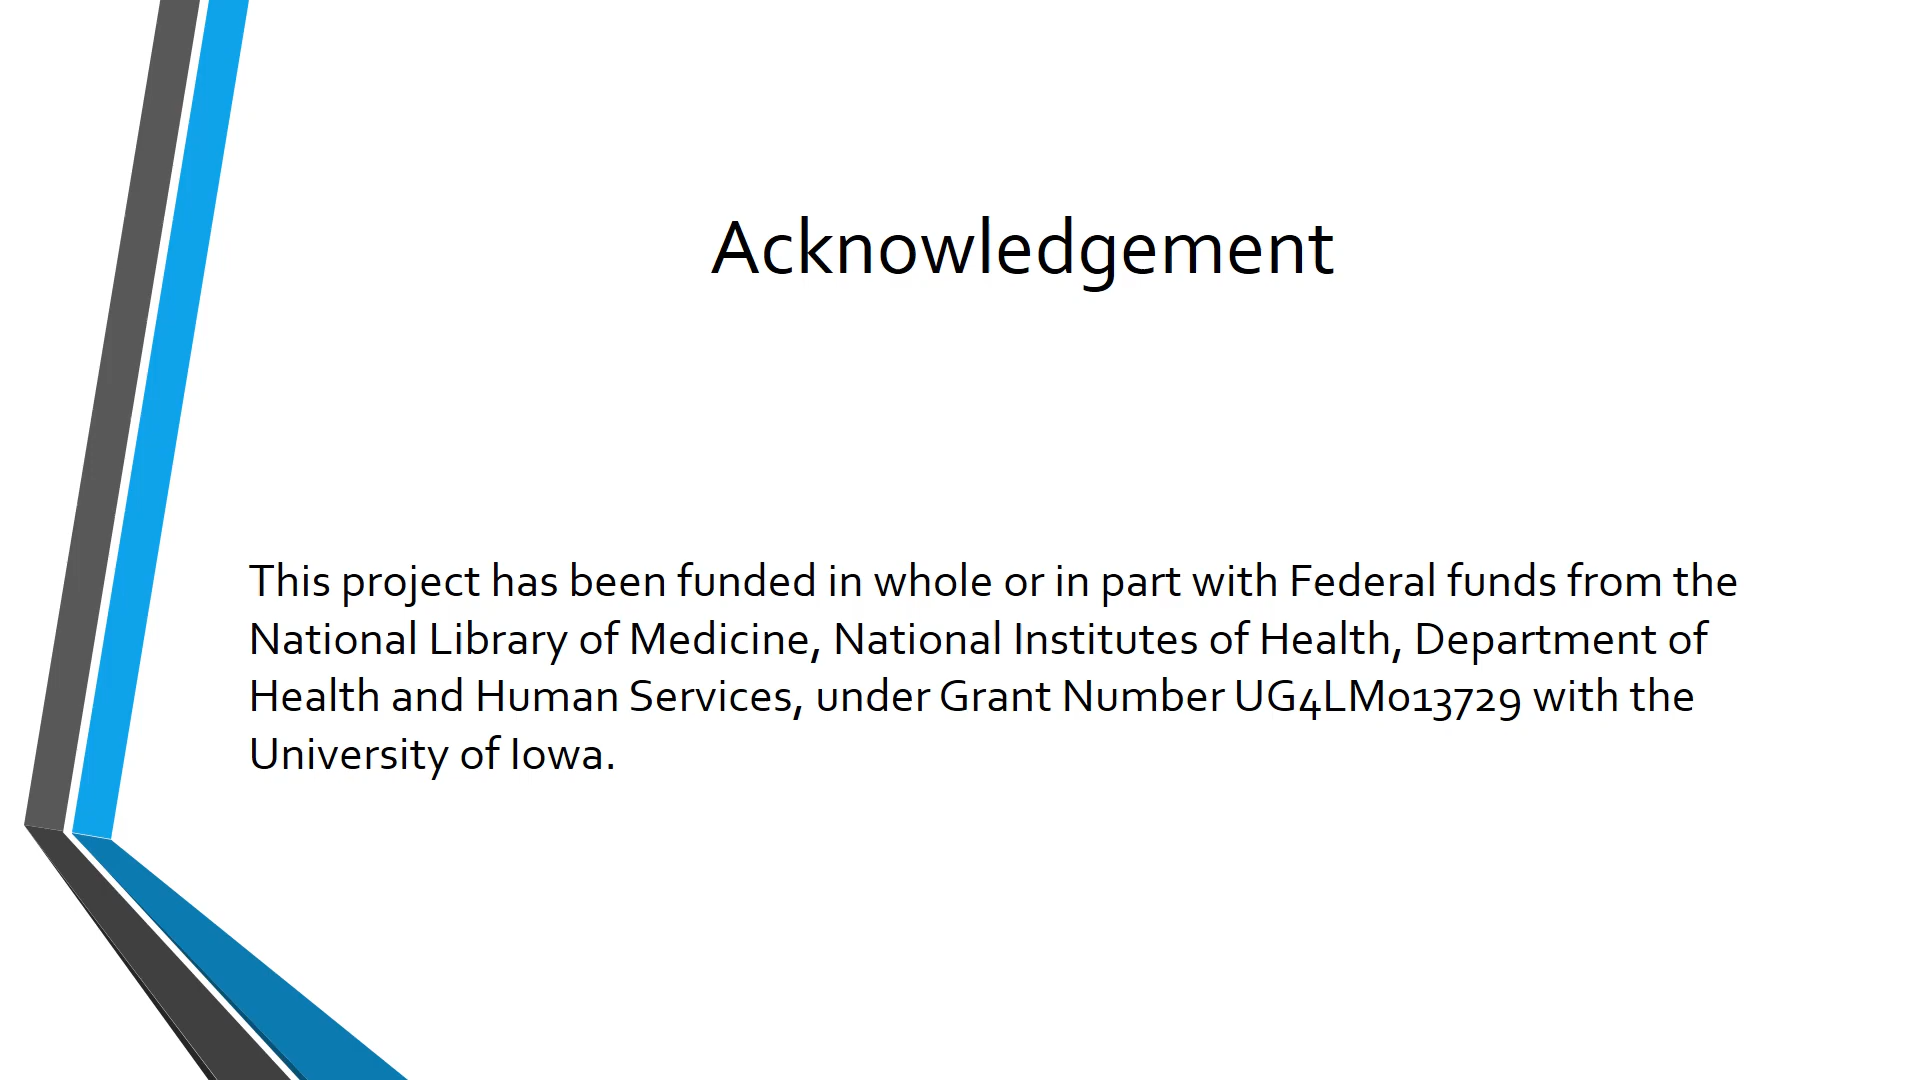 Acknowledgement
This project has been funded in whole or in part with Federal funds from the
National Library of Medicine, National Institutes of Health, Department of
Health and Human Services, under Grant Number UG4LM013729 with the
University of Iowa.